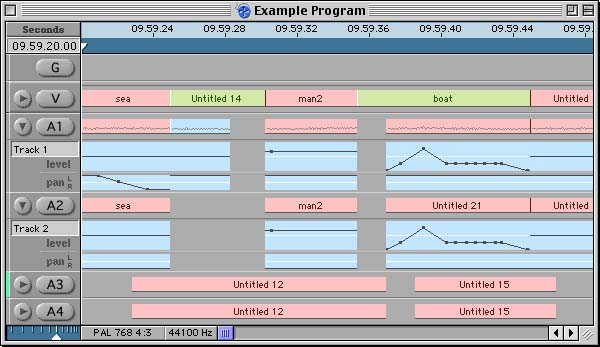 Example Program
Seconds
09.59.24 09.59.28 09.59.32 09.59.36 09.59.40 09.59.44 09.59.
09.59.20.00
G
V sea Untitled 14 man2 boat Untitled
A1
Track 1
level
pan L R
A2 sea man2 Untitled 21 Untitled
Track 2
level
pan L R
A3 Untitled 12 Untitled 15
A4 Untitled 12 Untitled 15
PAL 768 4:3 44100 Hz